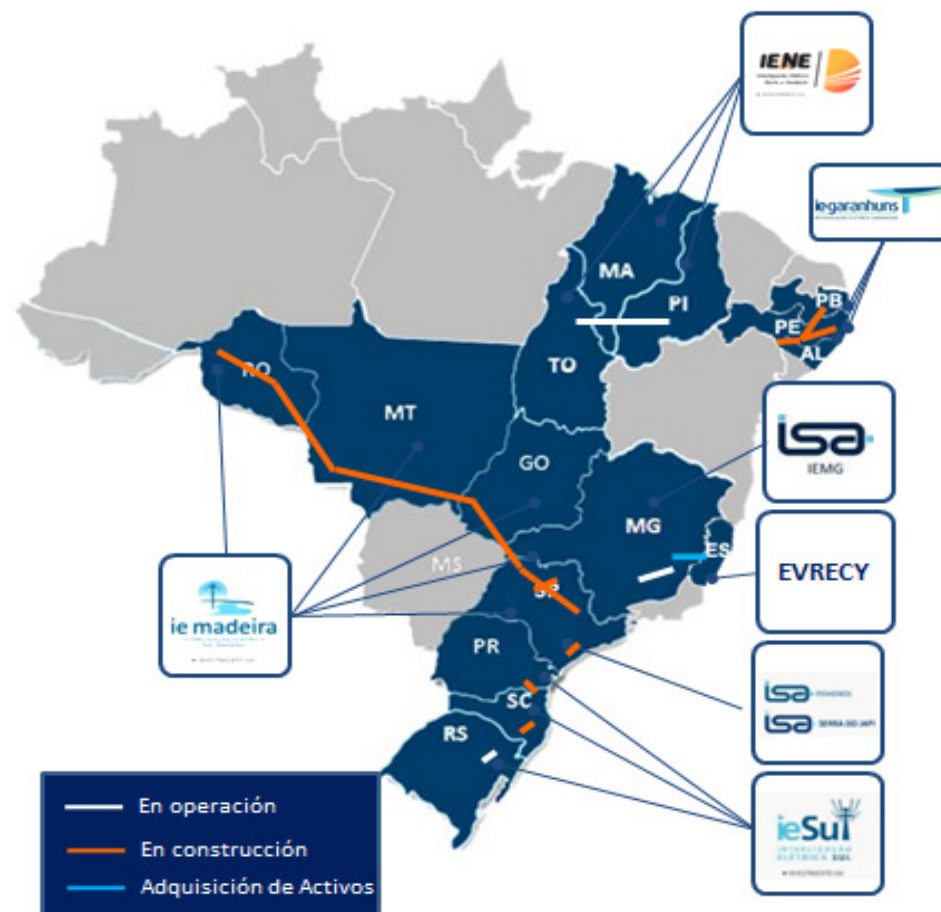 IENE
iegaranhuns
MA
PI
PB
PE
AL
TO
RO
MT
GO
isa
IEMG
MG
ES
MS
EVRECY
SP
ie madeira
PR
isa PINHEIROS
isa SERRA DO JAPI
SC
RS
ieSul
INTERLIGAÇÃO
ELÉTRICA SUL
En operación
En construcción
Adquisición de Activos